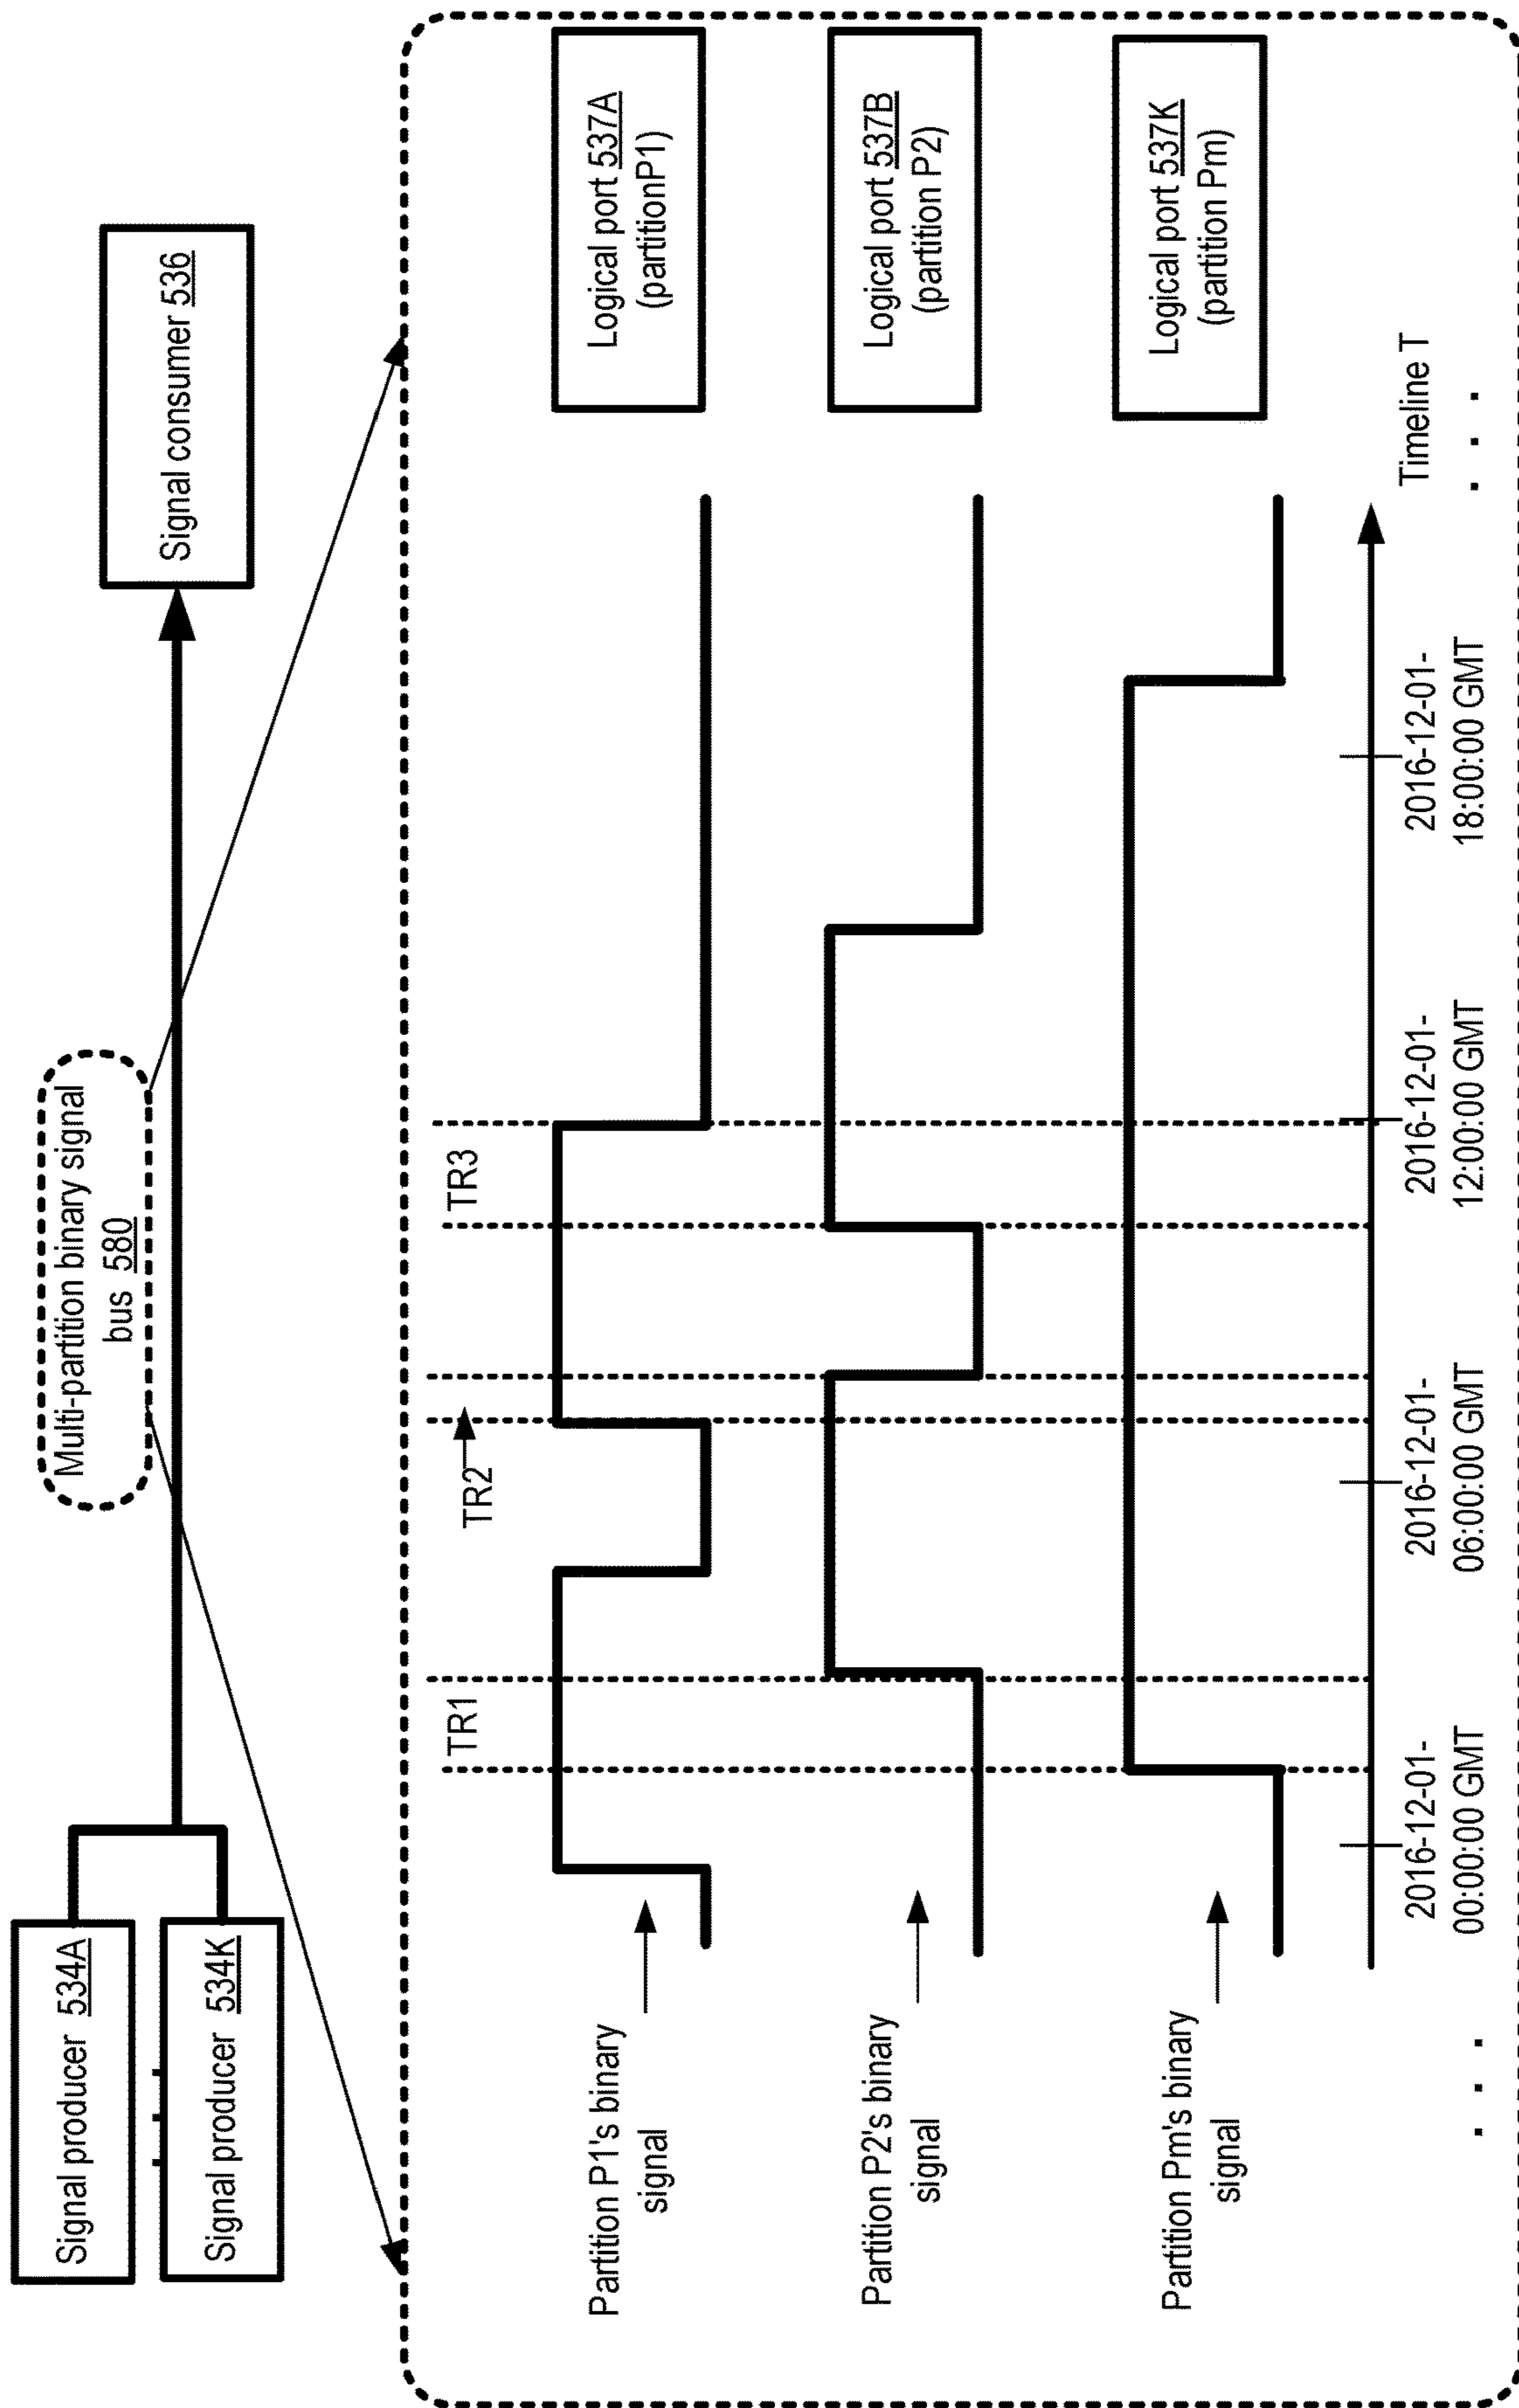 Signal producer 534A
Signal producer 534K
. . .
Multi-partition binary signal
bus 580
Signal consumer 536
TR1
TR2
TR3
Partition P1's binary
signal
Logical port 537A
(partitionP1)
Partition P2's binary
signal
Logical port 537B
(partition P2)
Partition Pm's binary
signal
Logical port 537K
(partition Pm)
Timeline T
. . .
2016-12-01-
00:00:00 GMT
2016-12-01-
06:00:00 GMT
2016-12-01-
12:00:00 GMT
2016-12-01-
18:00:00 GMT
. . .